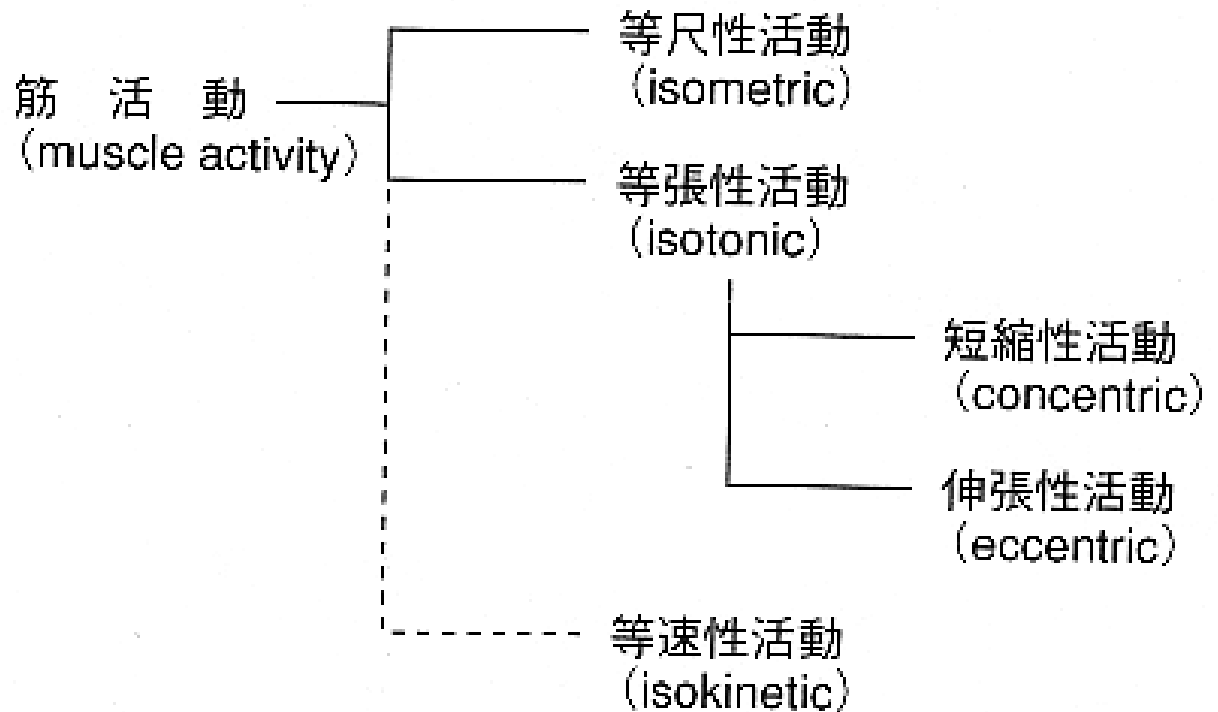 等尺性活動
(isometric)
筋 活 動
(muscle activity)
等張性活動
(isotonic)
短縮性活動
(concentric)
伸張性活動
(eccentric)
等速性活動
(isokinetic)